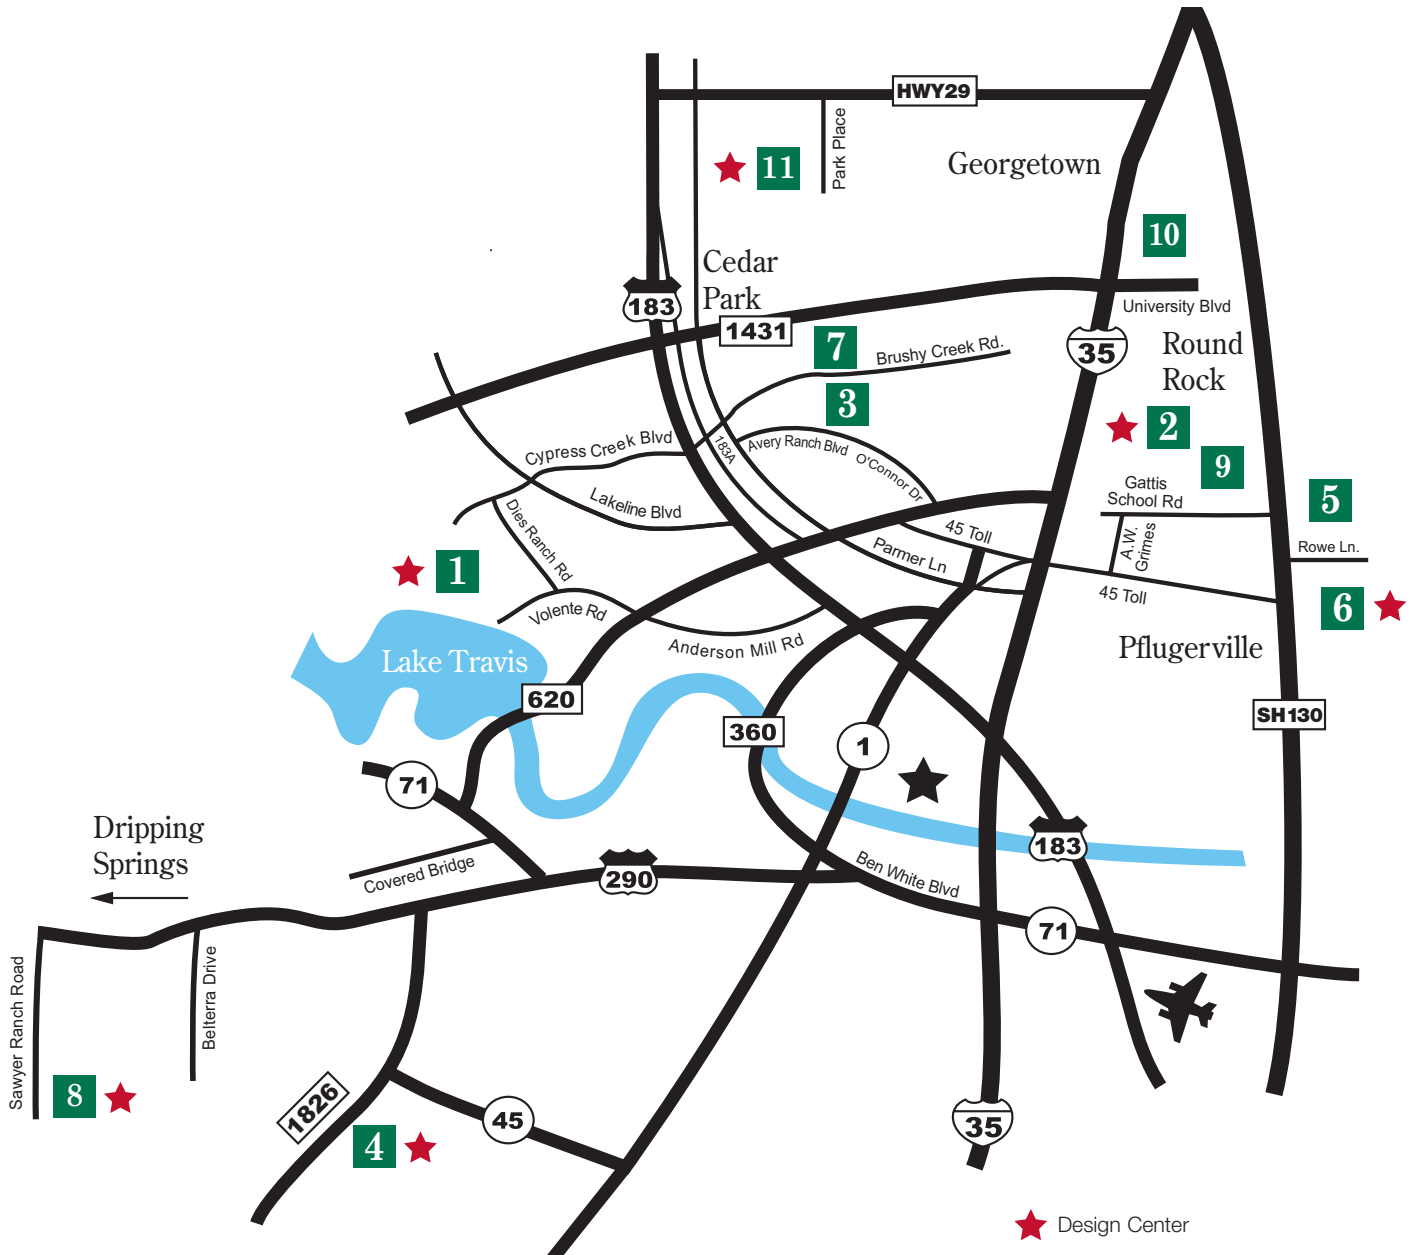 HWY29
Park Place
Georgetown
11
10
Cedar
Park
183
1431
University Blvd
35
Round
Rock
7
Brushy Creek Rd.
3
2
Cypress Creek Blvd
183A
Avery Ranch Blvd
O'Connor Dr
9
Gattis
School Rd
5
Lakeline Blvd
Dies Ranch Rd
45 Toll
A.W.
Grimes
Rowe Ln.
1
Parmer Ln
45 Toll
6
Volente Rd
Anderson Mill Rd
Pflugerville
Lake Travis
620
360
1
SH130
71
Dripping
Springs
183
Covered Bridge
290
Ben White Blvd
71
Sawyer Ranch Road
Belterra Drive
8
1826
45
4
35
Design Center